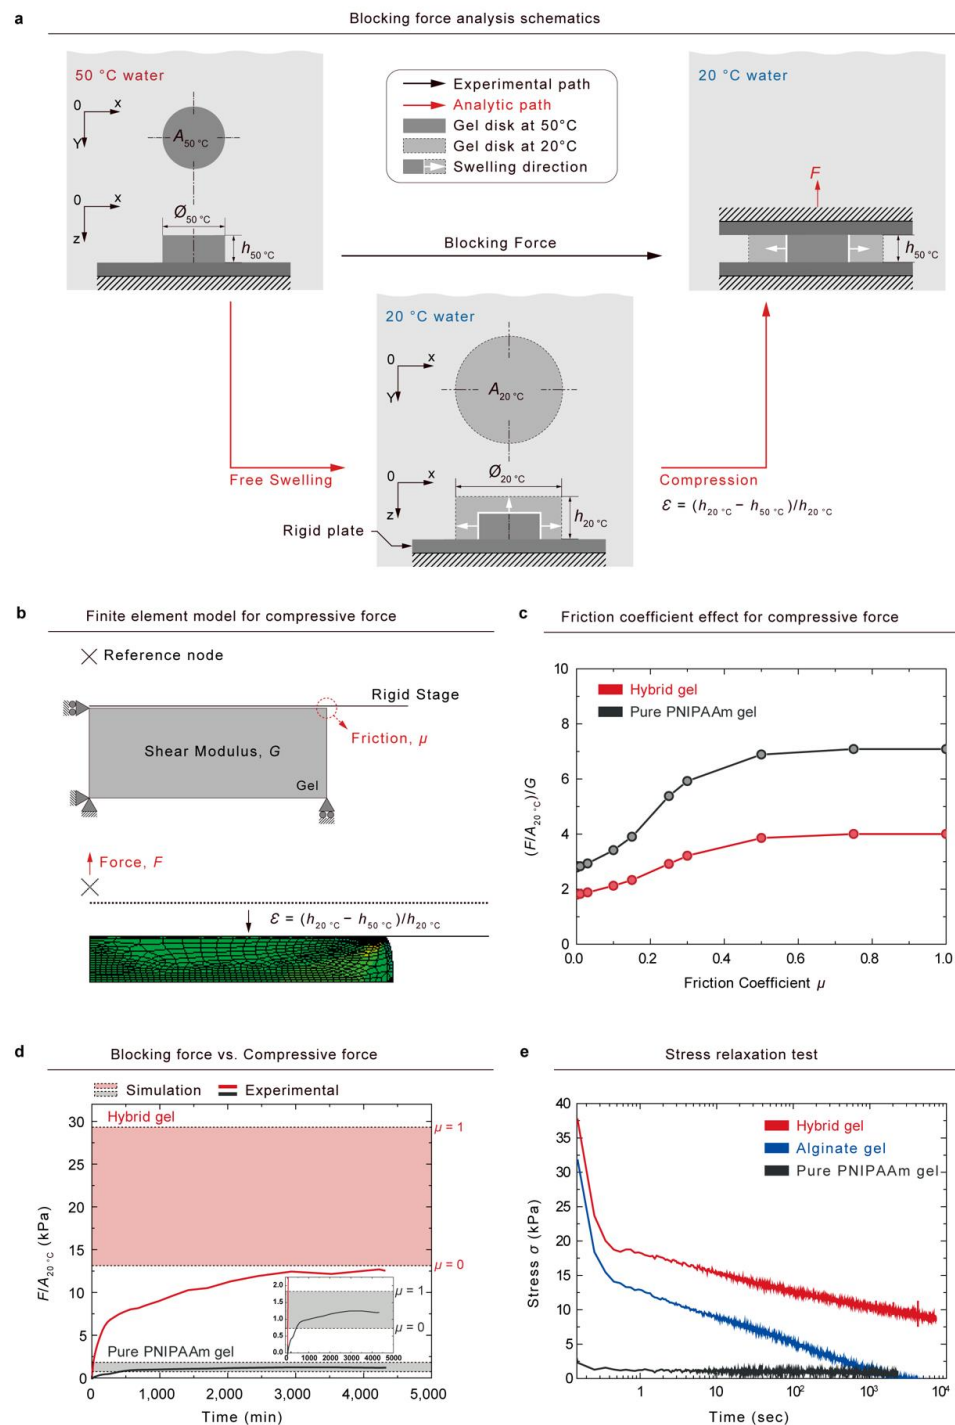 a
Blocking force analysis schematics
50 °C water
0 x
Y
A50 °C
0 x
z
Ø50 °C
h50 °C
Experimental path
Analytic path
Gel disk at 50°C
Gel disk at 20°C
Swelling direction
Blocking Force
20 °C water
F
h50 °C
20 °C water
0 x
Y
A20 °C
0 x
z
Ø20 °C
h20 °C
Rigid plate
Free Swelling
Compression
ℰ = (h20 °C − h50 °C)/h20 °C
b
Finite element model for compressive force
Reference node
Rigid Stage
Friction, μ
Shear Modulus, G
Gel
Force, F
ℰ = (h20 °C − h50 °C)/h20 °C
c
Friction coefficient effect for compressive force
Hybrid gel
Pure PNIPAAm gel
(F/A20 °C)/G
10
8
6
4
2
0
0.0 0.2 0.4 0.6 0.8 1.0
Friction Coefficient μ
d
Blocking force vs. Compressive force
Simulation
Experimental
Hybrid gel
μ = 1
μ = 0
Pure PNIPAAm gel
F/A20 °C (kPa)
30
25
20
15
10
5
0
0 1,000 2,000 3,000 4,000 5,000
Time (min)
2.0
1.5
1.0
0.5
0.0
0 1000 2000 3000 4000 5000
μ = 1
μ = 0
e
Stress relaxation test
Hybrid gel
Alginate gel
Pure PNIPAAm gel
Stress σ (kPa)
40
35
30
25
20
15
10
5
0
1 10 10² 10³ 10⁴
Time (sec)